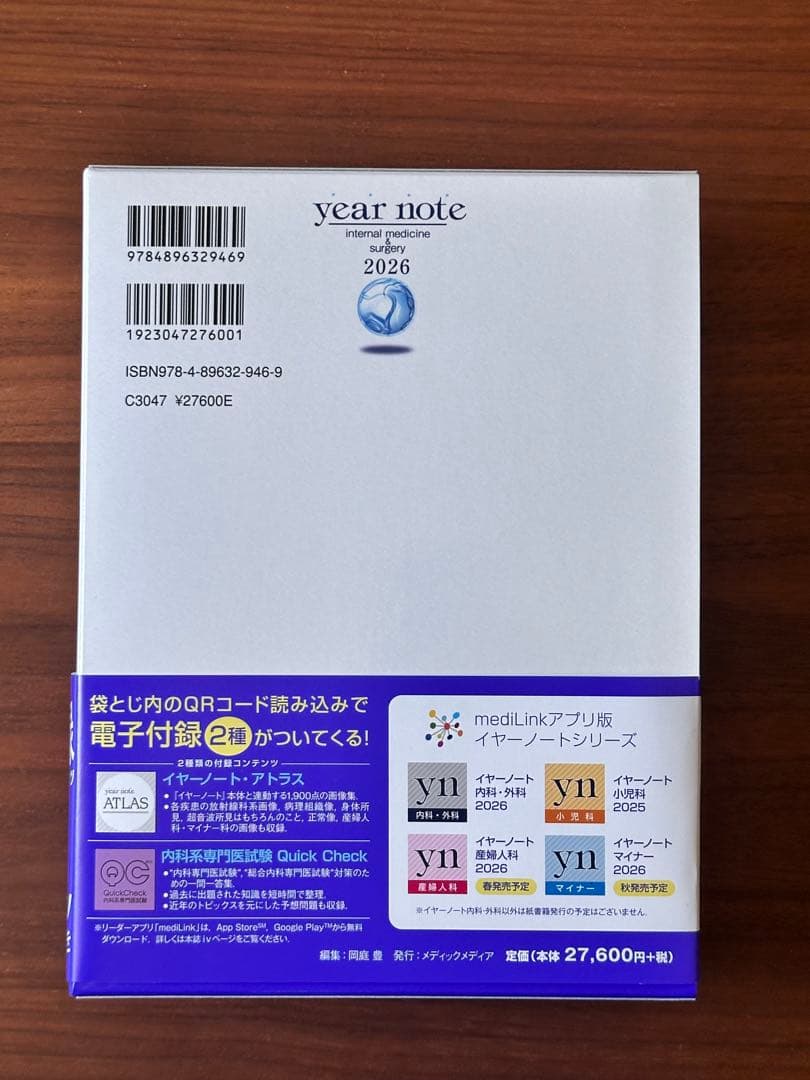 year note
internal medicine
&
surgery
2026
9784896329469
1923047276001
ISBN978-4-89632-946-9
C3047 ¥27600E
袋とじ内のQRコード読み込みで
電子付録2種がついてくる!
2種類の付録コンテンツ
year note
ATLAS
イヤーノート・アトラス
●「イヤーノート」本体と連動する1,900点の画像集.
●各疾患の放射線科系画像, 病理組織像, 身体所
見, 超音波所見はもちろんのこと, 正常像, 産婦人
科・マイナー科の画像も収録.
QC
QuickCheck
内科系専門医試験
内科系専門医試験 Quick Check
●"内科専門医試験", "総合内科専門医試験"対策のた
めの一問一答集.
●過去に出題された知識を短時間で整理.
●近年のトピックスを元にした予想問題も収録.
※リーダーアプリ「mediLink」は, App Store℠, Google Play™から無料
ダウンロード. 詳しくは本誌ivページをご覧ください.
mediLinkアプリ版
イヤーノートシリーズ
yn
内科・外科
イヤーノート
内科・外科
2026
yn
小児科
イヤーノート
小児科
2025
yn
産婦人科
イヤーノート
産婦人科
2026
春発売予定
yn
マイナー
イヤーノート
マイナー
2026
秋発売予定
※イヤーノート内科・外科以外は紙書籍発行の予定はございません.
編集:岡庭 豊 発行:メディックメディア 定価(本体 27,600円+税)